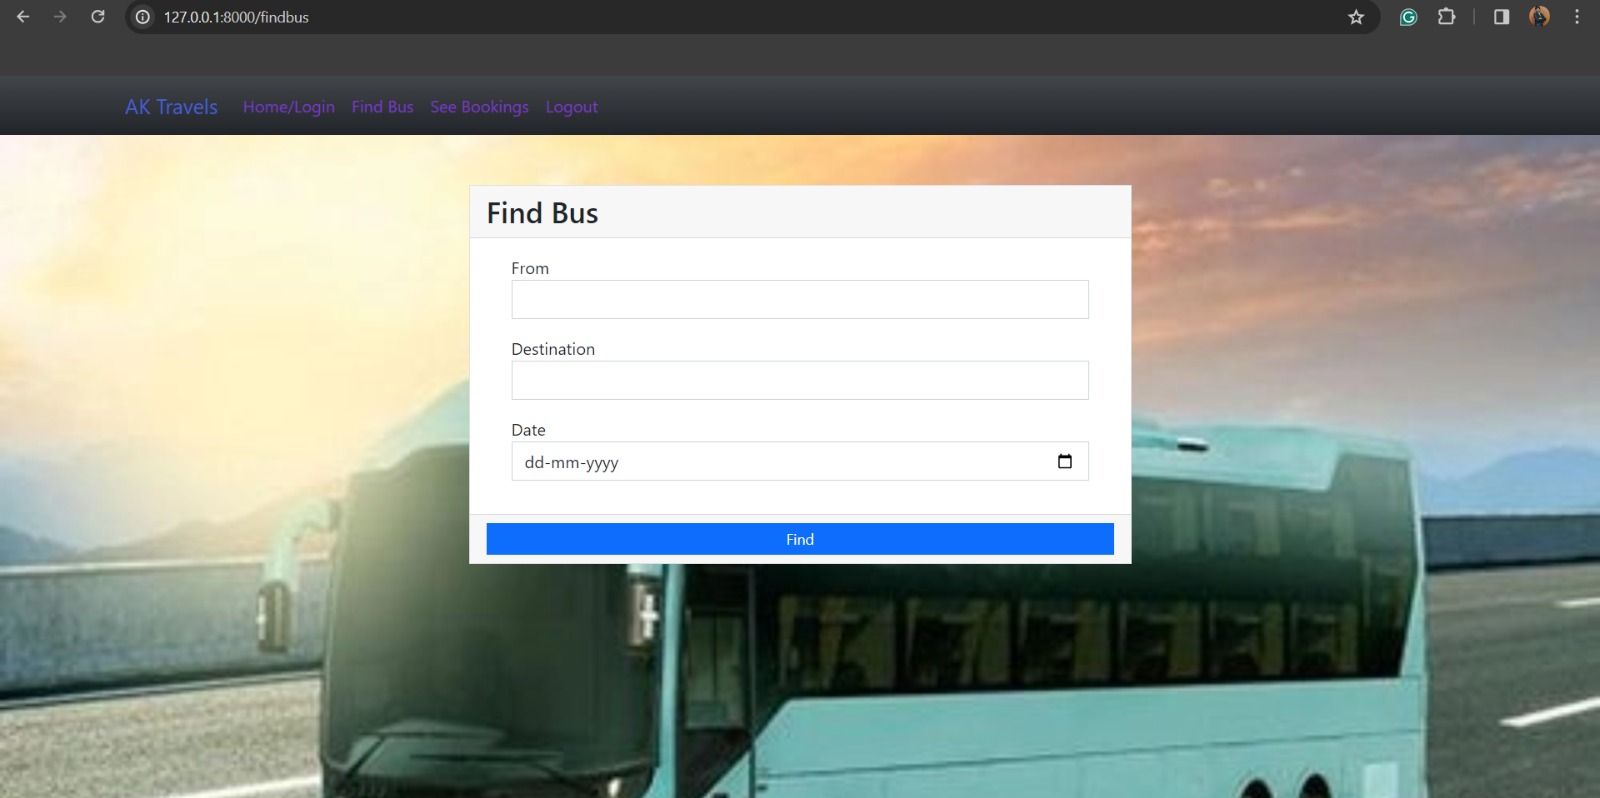 127.0.0.1:8000/findbus
AK Travels Home/Login Find Bus See Bookings Logout
Find Bus
From
Destination
Date
dd-mm-yyyy
Find